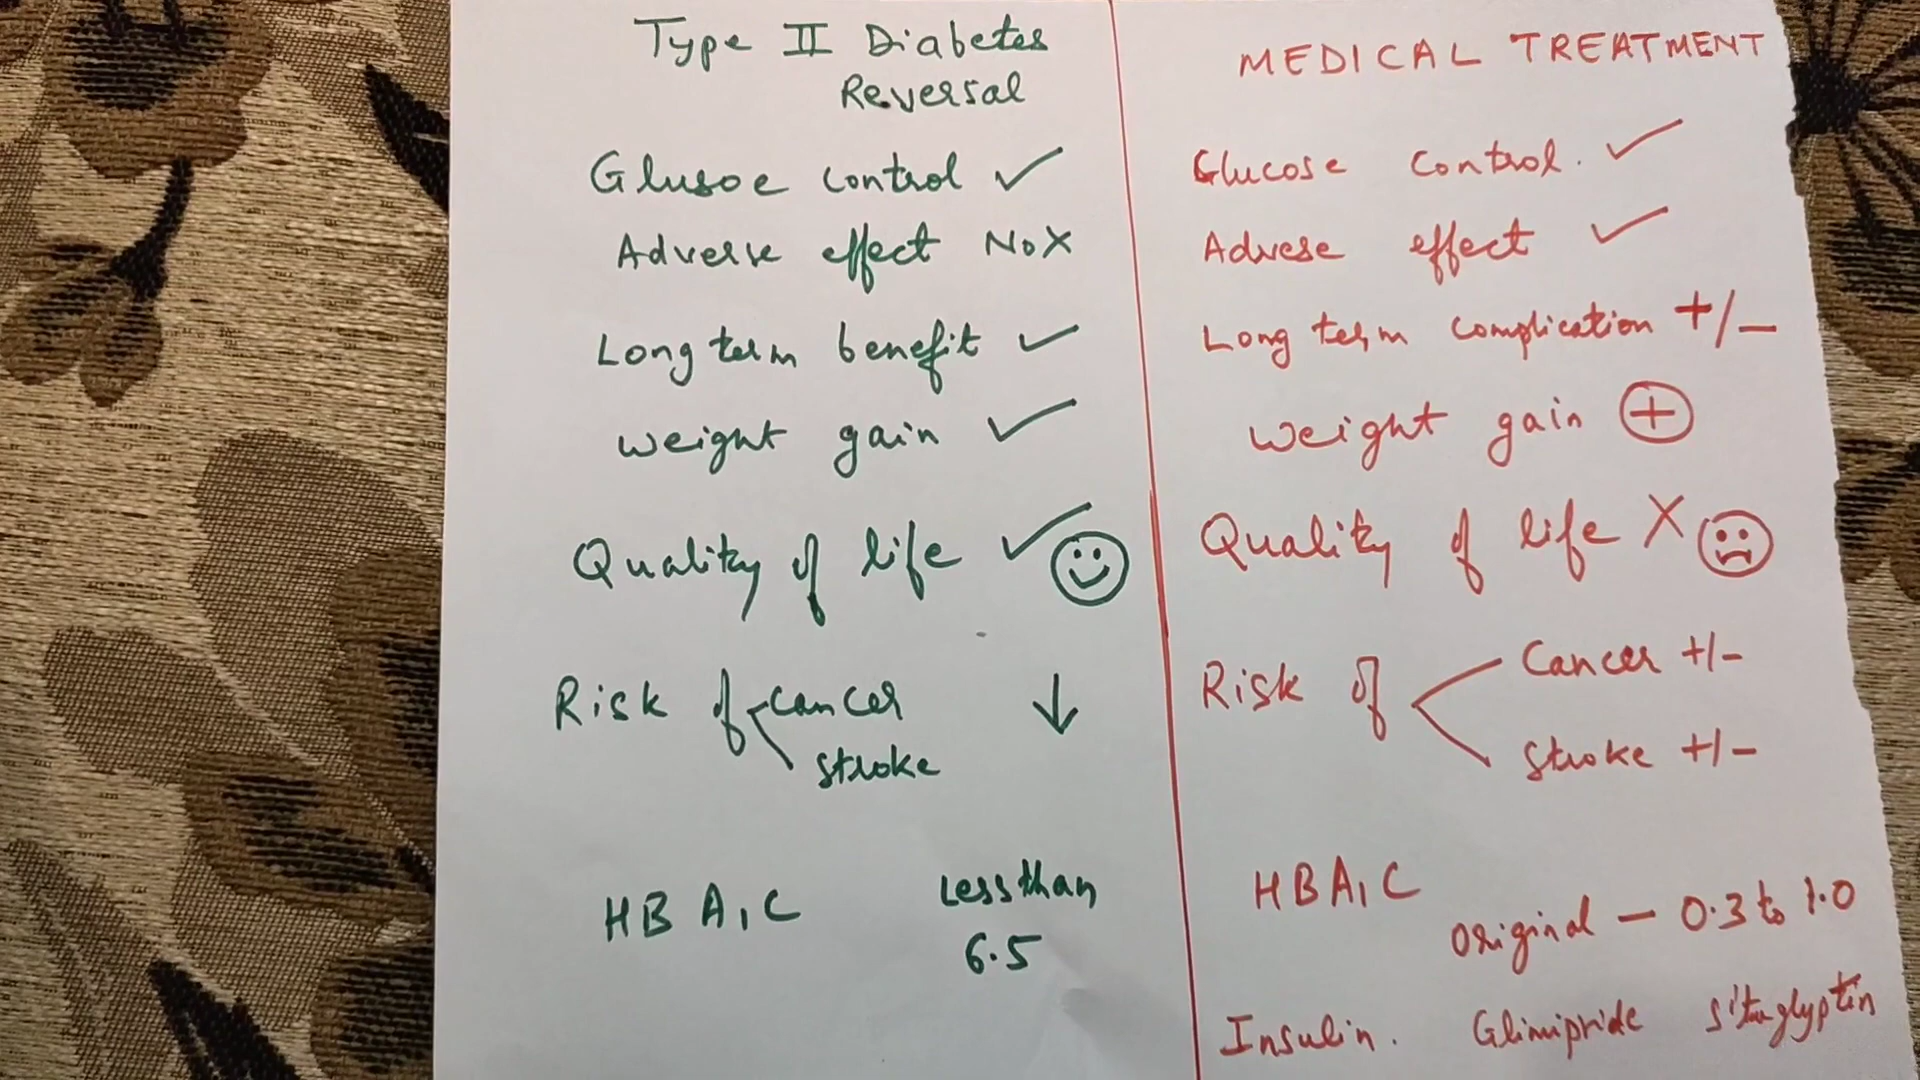 Type II Diabetes
Reversal
Glusoe control ✓
Adverse effect No X
Long term benefit ✓
Weight gain ✓
Quality of life ✓
Risk of cancer ↓
stroke
HB A1C Less than
6.5
MEDICAL TREATMENT
Glucose control. ✓
Advese effect ✓
Long term complication +/-
Weight gain +
Quality of life X
Risk of Cancer +/-
Stroke +/-
HBA1C
Original - 0.3 to 1.0
Insulin. Glimipride sitaglyptin